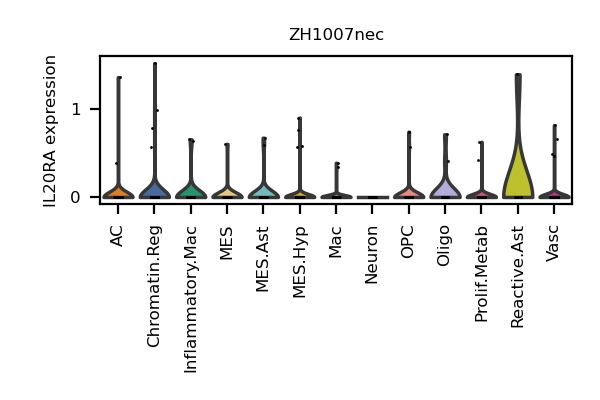 ZH1007nec
IL20RA expression
1
0
AC
Chromatin.Reg
Inflammatory.Mac
MES
MES.Ast
MES.Hyp
Mac
Neuron
OPC
Oligo
Prolif.Metab
Reactive.Ast
Vasc